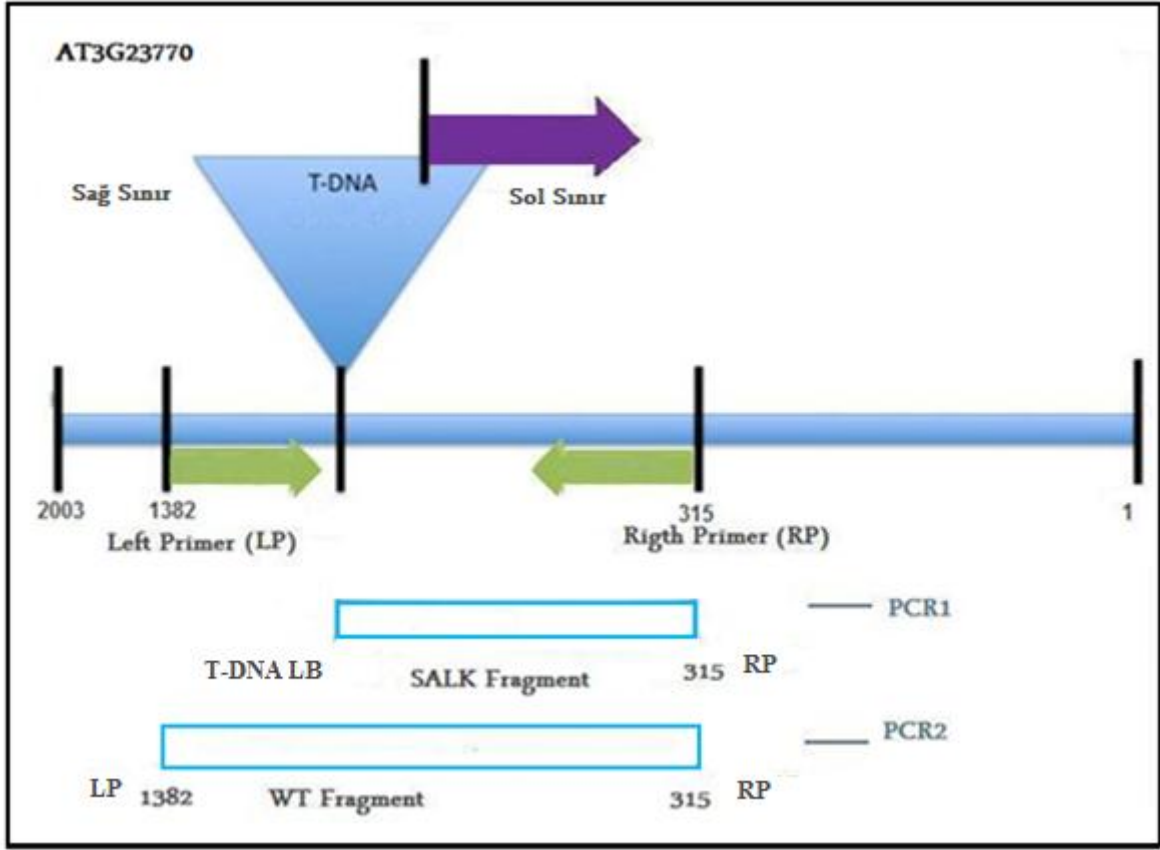 AT3G23770
T-DNA
Sağ Sınır
Sol Sınır
2003
1382
315
1
Left Primer (LP)
Rigth Primer (RP)
PCR1
T-DNA LB
SALK Fragment
315
RP
PCR2
LP
1382
WT Fragment
315
RP